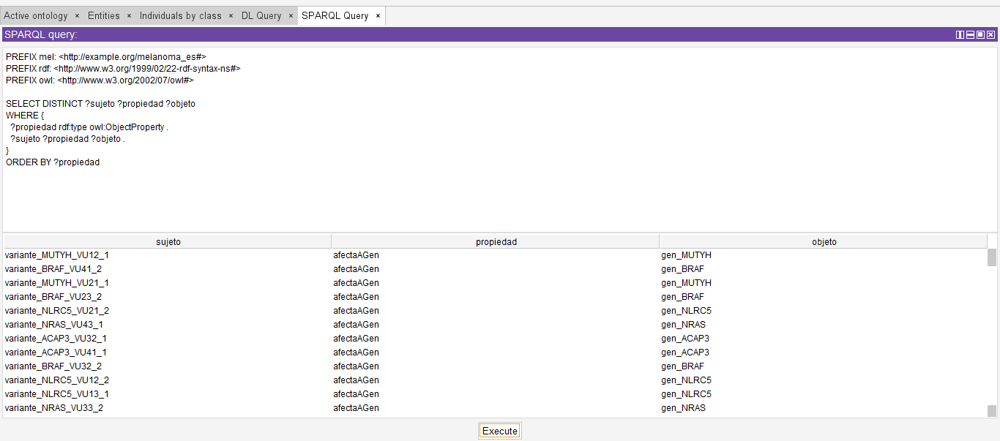 Active ontology × Entities × Individuals by class × DL Query × SPARQL Query ×
SPARQL query:
PREFIX mel: <http://example.org/melanoma_es#>
PREFIX rdf: <http://www.w3.org/1999/02/22-rdf-syntax-ns#>
PREFIX owl: <http://www.w3.org/2002/07/owl#>
SELECT DISTINCT ?sujeto ?propiedad ?objeto
WHERE {
?propiedad rdf:type owl:ObjectProperty .
?sujeto ?propiedad ?objeto .
}
ORDER BY ?propiedad
sujeto propiedad objeto
variante_MUTYH_VU12_1 afectaAGen gen_MUTYH
variante_BRAF_VU41_2 afectaAGen gen_BRAF
variante_MUTYH_VU21_1 afectaAGen gen_MUTYH
variante_BRAF_VU23_2 afectaAGen gen_BRAF
variante_NLRC5_VU21_2 afectaAGen gen_NLRC5
variante_NRAS_VU43_1 afectaAGen gen_NRAS
variante_ACAP3_VU32_1 afectaAGen gen_ACAP3
variante_ACAP3_VU41_1 afectaAGen gen_ACAP3
variante_BRAF_VU32_2 afectaAGen gen_BRAF
variante_NLRC5_VU12_2 afectaAGen gen_NLRC5
variante_NLRC5_VU13_1 afectaAGen gen_NLRC5
variante_NRAS_VU33_2 afectaAGen gen_NRAS
Execute